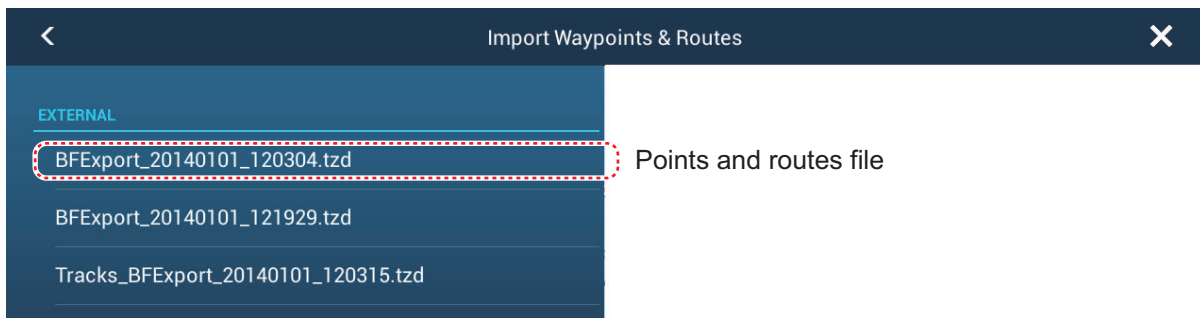 Import Waypoints & Routes
EXTERNAL
BFExport_20140101_120304.tzd
Points and routes file
BFExport_20140101_121929.tzd
Tracks_BFExport_20140101_120315.tzd